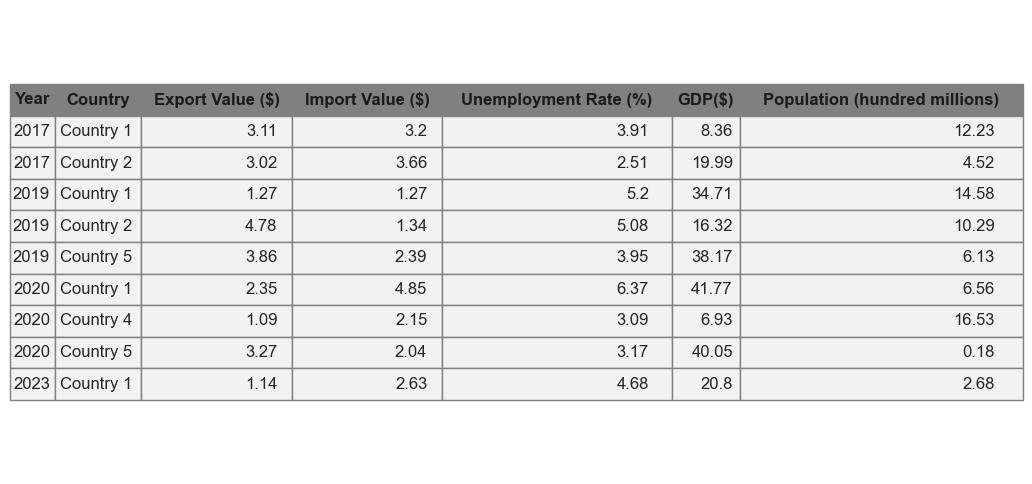 Year Country Export Value ($) Import Value ($) Unemployment Rate (%) GDP($) Population (hundred millions)
2017 Country 1 3.11 3.2 3.91 8.36 12.23
2017 Country 2 3.02 3.66 2.51 19.99 4.52
2019 Country 1 1.27 1.27 5.2 34.71 14.58
2019 Country 2 4.78 1.34 5.08 16.32 10.29
2019 Country 5 3.86 2.39 3.95 38.17 6.13
2020 Country 1 2.35 4.85 6.37 41.77 6.56
2020 Country 4 1.09 2.15 3.09 6.93 16.53
2020 Country 5 3.27 2.04 3.17 40.05 0.18
2023 Country 1 1.14 2.63 4.68 20.8 2.68